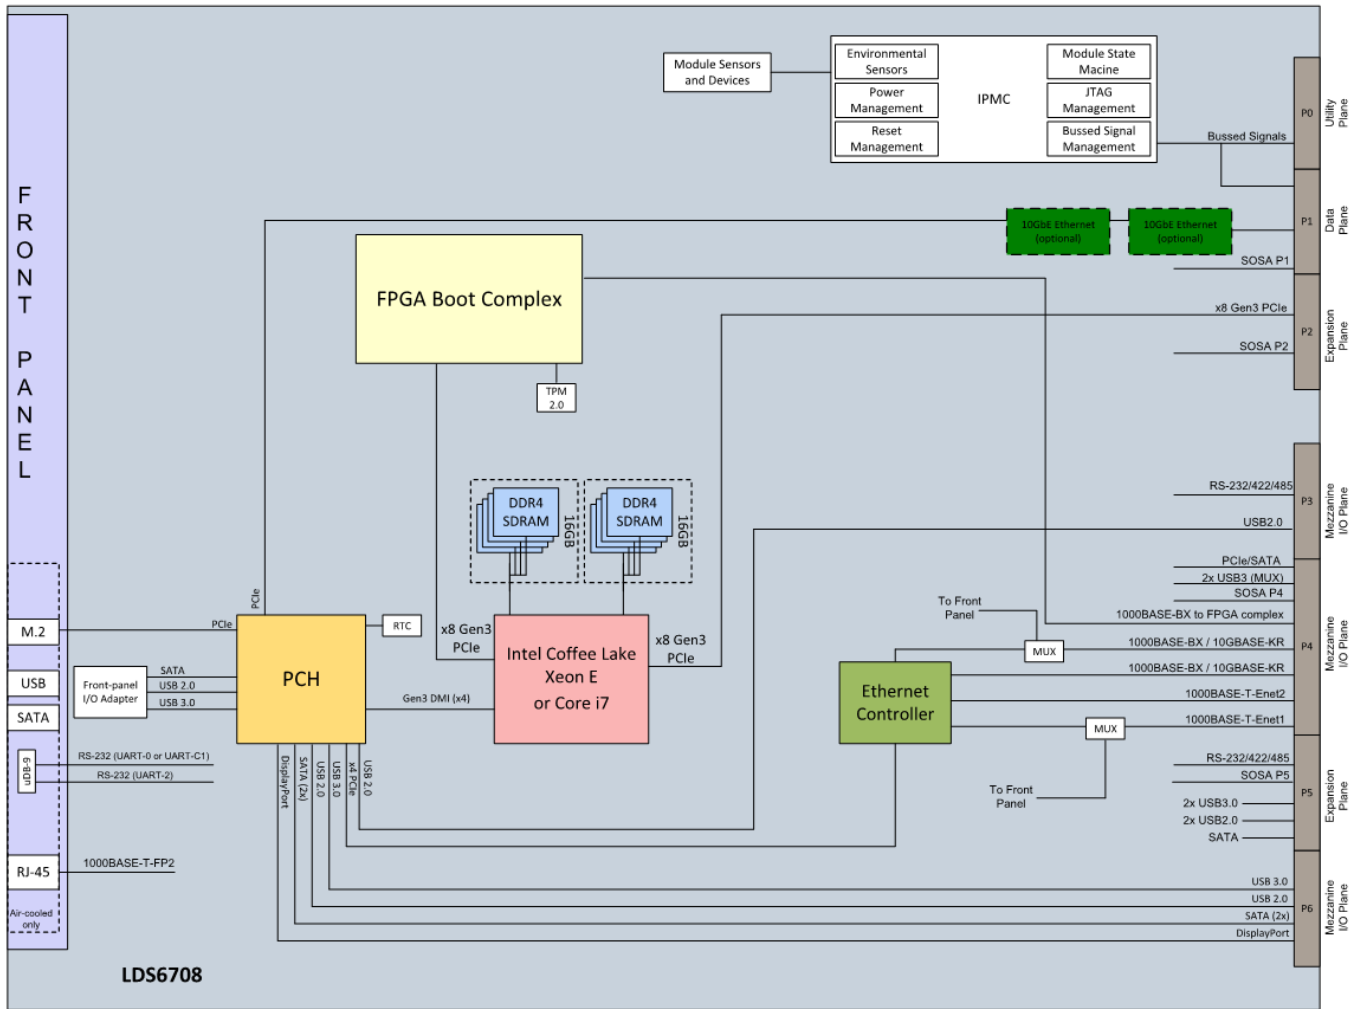 FRONT PANEL
Module Sensors
and Devices
Environmental
Sensors
Power
Management
Reset
Management
IPMC
Module State
Macine
JTAG
Management
Bussed Signal
Management
Bussed Signals
P0
Utility
Plane
10GbE Ethernet
(optional)
10GbE Ethernet
(optional)
P1
Data
Plane
SOSA P1
FPGA Boot Complex
x8 Gen3 PCIe
P2
Expansion
Plane
SOSA P2
TPM
2.0
DDR4
SDRAM
16GB
DDR4
SDRAM
16GB
RS-232/422/485
P3
Mezzanine
I/O Plane
USB2.0
PCIe/SATA
2x USB3 (MUX)
SOSA P4
1000BASE-BX to FPGA complex
1000BASE-BX / 10GBASE-KR
1000BASE-BX / 10GBASE-KR
1000BASE-T-Enet2
1000BASE-T-Enet1
P4
Mezzanine
I/O Plane
To Front
Panel
MUX
MUX
To Front
Panel
Ethernet
Controller
PCIe
PCIe
M.2
USB
SATA
Front-panel
I/O Adapter
SATA
USB 2.0
USB 3.0
PCH
RTC
x8 Gen3
PCIe
Intel Coffee Lake
Xeon E
or Core i7
x8 Gen3
PCIe
Gen3 DMI (x4)
uDB-9
RS-232 (UART-0 or UART-C1)
RS-232 (UART-2)
DisplayPort
SATA (2x)
USB 2.0
USB 3.0
x4 PCIe
USB 2.0
RS-232/422/485
SOSA P5
2x USB3.0
2x USB2.0
SATA
P5
Expansion
Plane
RJ-45
1000BASE-T-FP2
Air-cooled
only
USB 3.0
USB 2.0
SATA (2x)
DisplayPort
P6
Mezzanine
I/O Plane
LDS6708